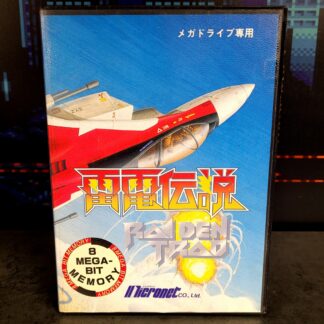 メガドライブ専用
雷電伝説
RAIDEN
TRAD
8
MEGA-
BIT
MEMORY
Micronet CO., Ltd.